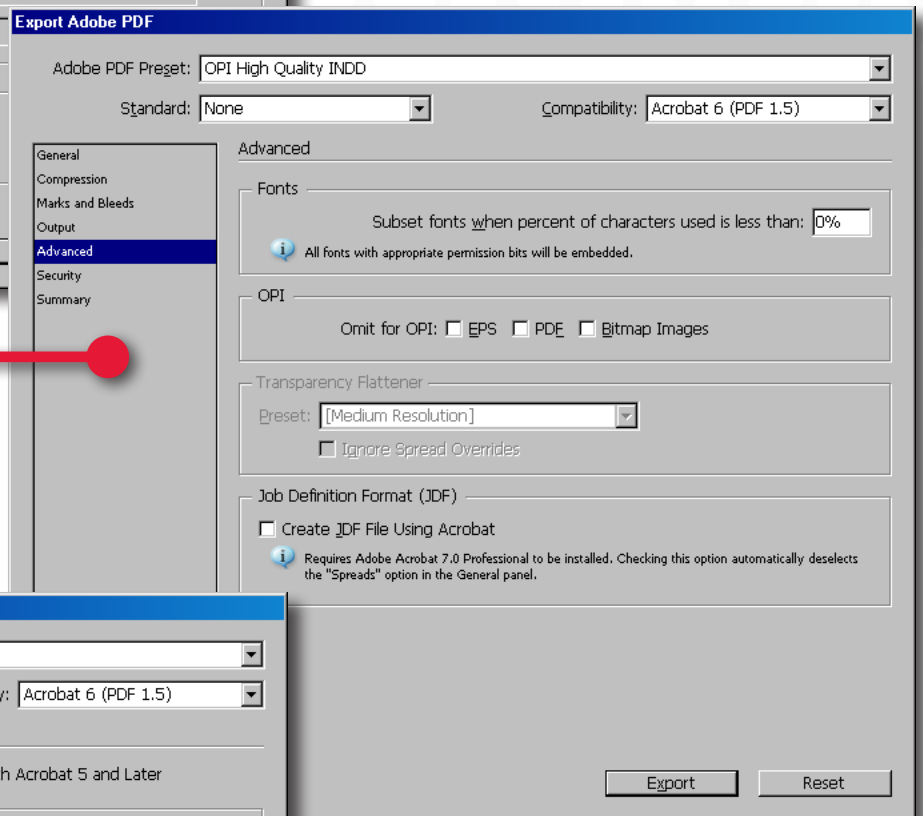 Export Adobe PDF
Adobe PDF Preset: OPI High Quality INDD
Standard: None Compatibility: Acrobat 6 (PDF 1.5)
General
Compression
Marks and Bleeds
Output
Advanced
Security
Summary
Advanced
Fonts
Subset fonts when percent of characters used is less than: 0%
All fonts with appropriate permission bits will be embedded.
OPI
Omit for OPI: EPS PDF Bitmap Images
Transparency Flattener
Preset: [Medium Resolution]
Ignore Spread Overrides
Job Definition Format (JDF)
Create JDF File Using Acrobat
Requires Adobe Acrobat 7.0 Professional to be installed. Checking this option automatically deselects
the "Spreads" option in the General panel.
Export Reset
y: Acrobat 6 (PDF 1.5)
h Acrobat 5 and Later